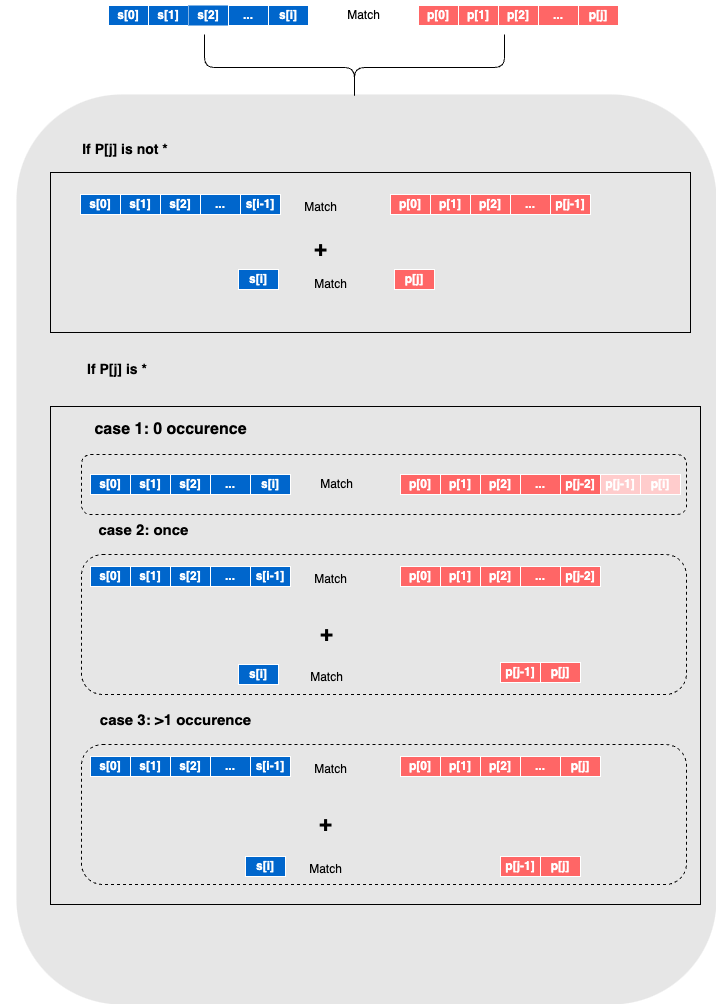 s[0] s[1] s[2] ... s[i] Match p[0] p[1] p[2] ... p[j]
If P[j] is not *
s[0] s[1] s[2] ... s[i-1] Match p[0] p[1] p[2] ... p[j-1]
+
s[i] Match p[j]
If P[j] is *
case 1: 0 occurence
s[0] s[1] s[2] ... s[i] Match p[0] p[1] p[2] ... p[j-2] p[j-1] p[i]
case 2: once
s[0] s[1] s[2] ... s[i-1] Match p[0] p[1] p[2] ... p[j-2]
+
s[i] Match p[j-1] p[j]
case 3: >1 occurence
s[0] s[1] s[2] ... s[i-1] Match p[0] p[1] p[2] ... p[j]
+
s[i] Match p[j-1] p[j]